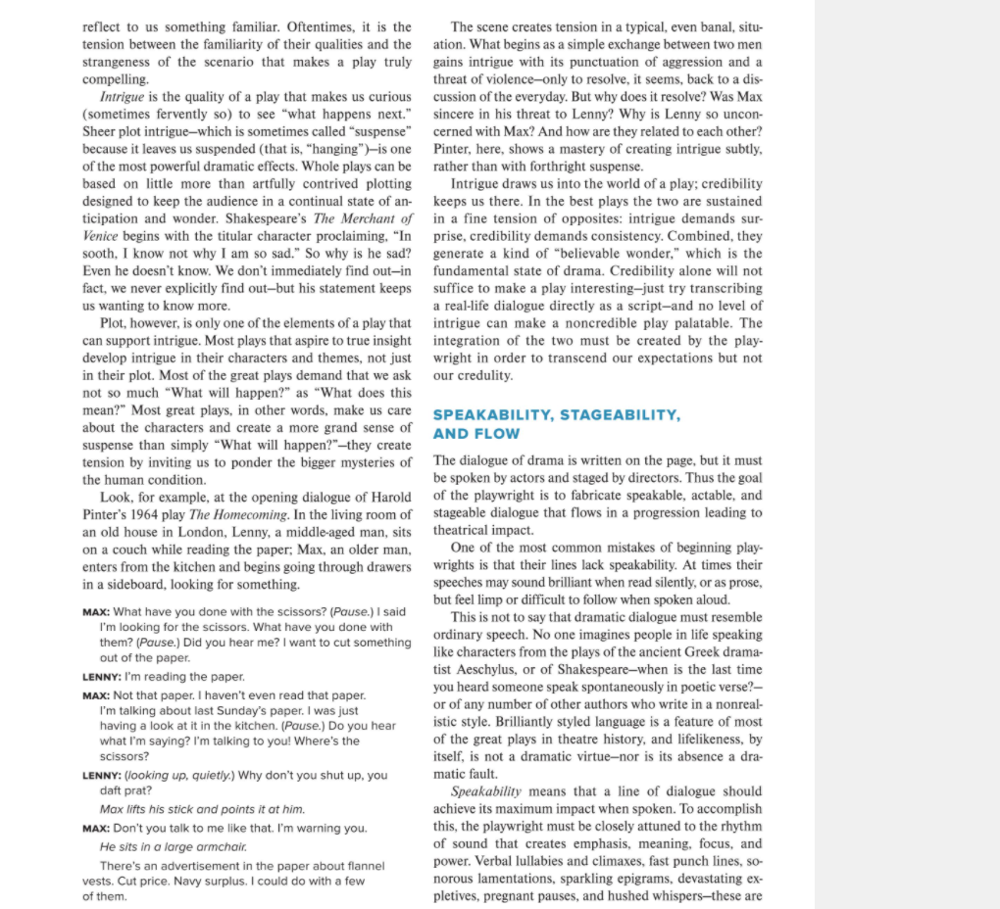 reflect to us something familiar. Oftentimes, it is the
tension between the familiarity of their qualities and the
strangeness of the scenario that makes a play truly
compelling.
Intrigue is the quality of a play that makes us curious
(sometimes fervently so) to see “what happens next.”
Sheer plot intrigue—which is sometimes called “suspense”
because it leaves us suspended (that is, “hanging”)—is one
of the most powerful dramatic effects. Whole plays can be
based on little more than artfully contrived plotting
designed to keep the audience in a continual state of an-
ticipation and wonder. Shakespeare’s The Merchant of
Venice begins with the titular character proclaiming, “In
sooth, I know not why I am so sad.” So why is he sad?
Even he doesn’t know. We don’t immediately find out—in
fact, we never explicitly find out—but his statement keeps
us wanting to know more.
Plot, however, is only one of the elements of a play that
can support intrigue. Most plays that aspire to true insight
develop intrigue in their characters and themes, not just
in their plot. Most of the great plays demand that we ask
not so much “What will happen?” as “What does this
mean?” Most great plays, in other words, make us care
about the characters and create a more grand sense of
suspense than simply “What will happen?”—they create
tension by inviting us to ponder the bigger mysteries of
the human condition.
Look, for example, at the opening dialogue of Harold
Pinter’s 1964 play The Homecoming. In the living room of
an old house in London, Lenny, a middle-aged man, sits
on a couch while reading the paper; Max, an older man,
enters from the kitchen and begins going through drawers
in a sideboard, looking for something.
MAX: What have you done with the scissors? (Pause.) I said
I’m looking for the scissors. What have you done with
them? (Pause.) Did you hear me? I want to cut something
out of the paper.
LENNY: I’m reading the paper.
MAX: Not that paper. I haven’t even read that paper.
I’m talking about last Sunday’s paper. I was just
having a look at it in the kitchen. (Pause.) Do you hear
what I’m saying? I’m talking to you! Where’s the
scissors?
LENNY: (looking up, quietly.) Why don’t you shut up, you
daft prat?
Max lifts his stick and points it at him.
MAX: Don’t you talk to me like that. I’m warning you.
He sits in a large armchair.
There’s an advertisement in the paper about flannel
vests. Cut price. Navy surplus. I could do with a few
of them.
The scene creates tension in a typical, even banal, situ-
ation. What begins as a simple exchange between two men
gains intrigue with its punctuation of aggression and a
threat of violence—only to resolve, it seems, back to a dis-
cussion of the everyday. But why does it resolve? Was Max
sincere in his threat to Lenny? Why is Lenny so uncon-
cerned with Max? And how are they related to each other?
Pinter, here, shows a mastery of creating intrigue subtly,
rather than with forthright suspense.
Intrigue draws us into the world of a play; credibility
keeps us there. In the best plays the two are sustained
in a fine tension of opposites: intrigue demands sur-
prise, credibility demands consistency. Combined, they
generate a kind of “believable wonder,” which is the
fundamental state of drama. Credibility alone will not
suffice to make a play interesting—just try transcribing
a real-life dialogue directly as a script—and no level of
intrigue can make a noncredible play palatable. The
integration of the two must be created by the play-
wright in order to transcend our expectations but not
our credulity.
SPEAKABILITY, STAGEABILITY,
AND FLOW
The dialogue of drama is written on the page, but it must
be spoken by actors and staged by directors. Thus the goal
of the playwright is to fabricate speakable, actable, and
stageable dialogue that flows in a progression leading to
theatrical impact.
One of the most common mistakes of beginning play-
wrights is that their lines lack speakability. At times their
speeches may sound brilliant when read silently, or as prose,
but feel limp or difficult to follow when spoken aloud.
This is not to say that dramatic dialogue must resemble
ordinary speech. No one imagines people in life speaking
like characters from the plays of the ancient Greek drama-
tist Aeschylus, or of Shakespeare—when is the last time
you heard someone speak spontaneously in poetic verse?—
or of any number of other authors who write in a nonreal-
istic style. Brilliantly styled language is a feature of most
of the great plays in theatre history, and lifelikeness, by
itself, is not a dramatic virtue—nor is its absence a dra-
matic fault.
Speakability means that a line of dialogue should
achieve its maximum impact when spoken. To accomplish
this, the playwright must be closely attuned to the rhythm
of sound that creates emphasis, meaning, focus, and
power. Verbal lullabies and climaxes, fast punch lines, so-
norous lamentations, sparkling epigrams, devastating ex-
pletives, pregnant pauses, and hushed whispers—these are